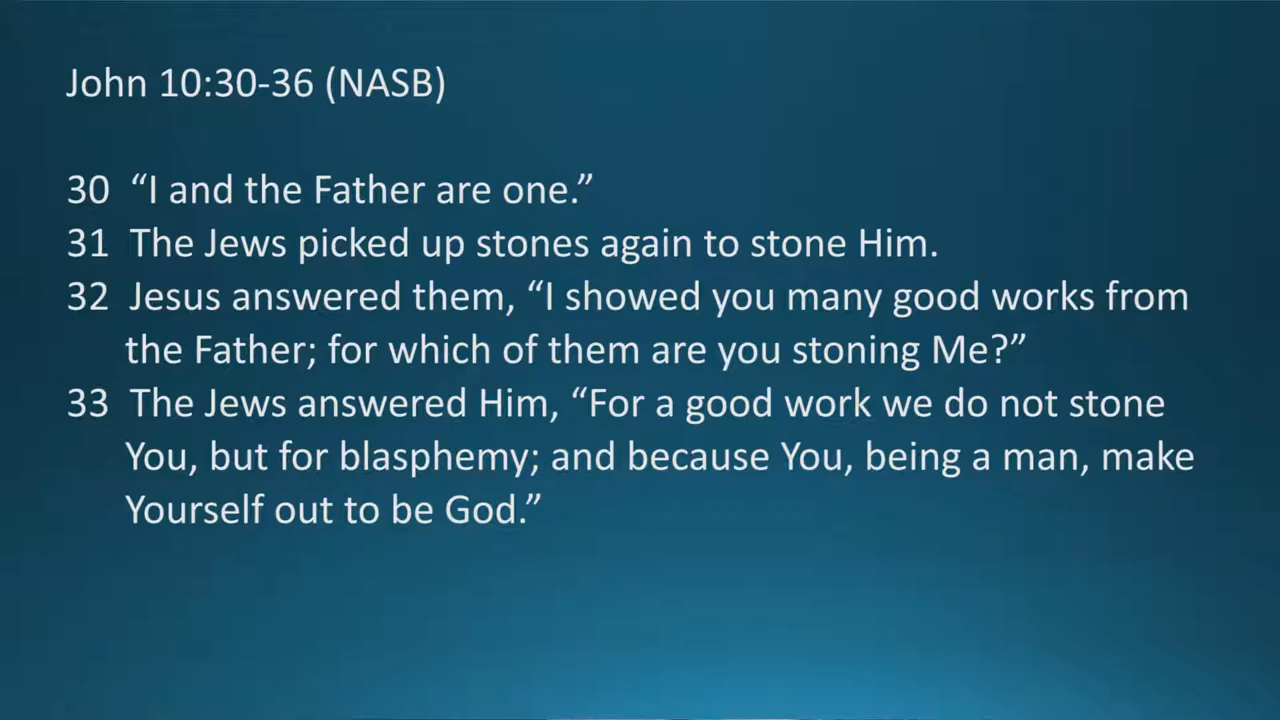 John 10:30-36 (NASB)
30 “I and the Father are one.”
31 The Jews picked up stones again to stone Him.
32 Jesus answered them, “I showed you many good works from
the Father; for which of them are you stoning Me?”
33 The Jews answered Him, “For a good work we do not stone
You, but for blasphemy; and because You, being a man, make
Yourself out to be God.”